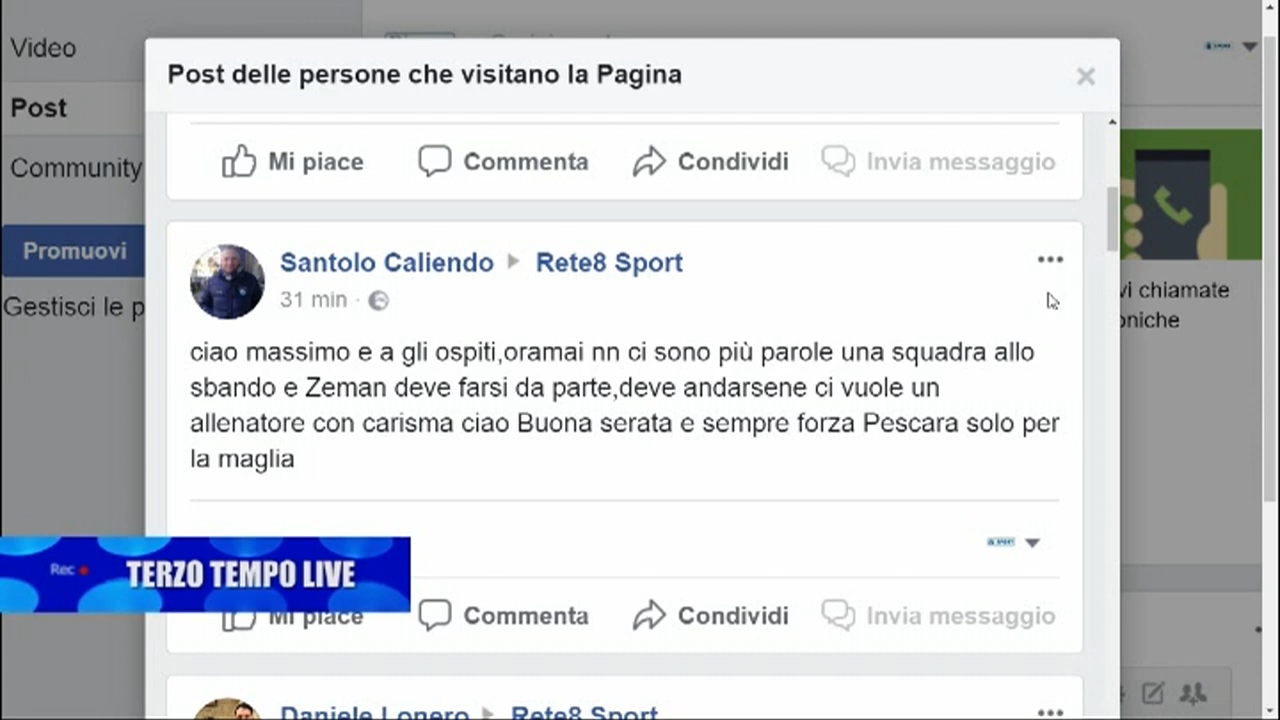 Video
Post delle persone che visitano la Pagina
Post
Mi piace Commenta Condividi Invia messaggio
Community
Promuovi
Santolo Caliendo Rete8 Sport
31 min
Gestisci le p
vi chiamate
oniche
ciao massimo e a gli ospiti,oramai nn ci sono più parole una squadra allo
sbando e Zeman deve farsi da parte,deve andarsene ci vuole un
allenatore con carisma ciao Buona serata e sempre forza Pescara solo per
la maglia
Rec TERZO TEMPO LIVE
Mi piace Commenta Condividi Invia messaggio
Daniele Lonero Rete8 Sport